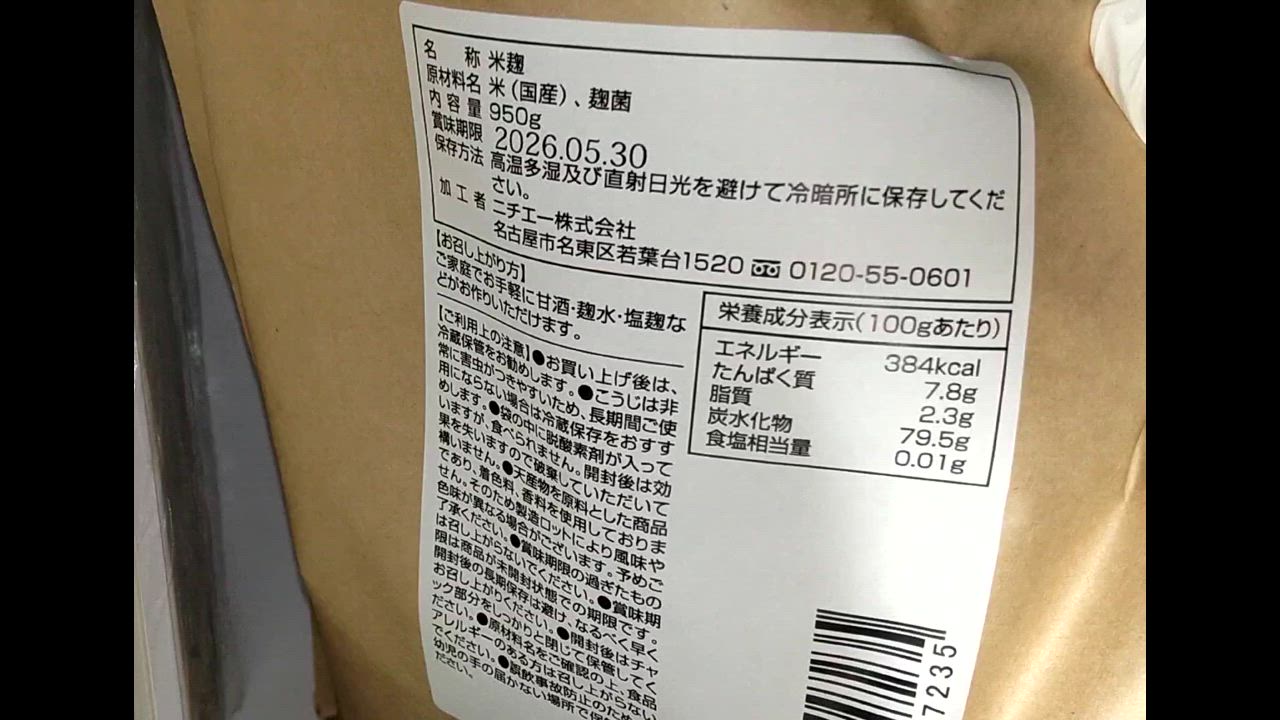 名称 米麹
原材料名 米(国産)、麹菌
内容量 950g
賞味期限 2026.05.30
保存方法 高温多湿及び直射日光を避けて冷暗所に保存してくだ
さい。
加工者 ニチエー株式会社
名古屋市名東区若葉台1520 0120-55-0601
【お召し上がり方】
ご家庭でお手軽に甘酒・麹水・塩麹な
どがお作りいただけます。
【ご利用上の注意】●お買い上げ後は、
冷蔵保管をお勧めします。●こうじは非
常に害虫がつきやすいため、長期間ご使
用にならない場合は冷蔵保存をおすす
めします。●袋の中に脱酸素剤が入って
いますが、食べられません。開封後は効
果を失いますので破棄していただいて
構いません。●天産物を原料とした商品
であり、着色料、香料を使用しておりま
せん。そのため製造ロットにより風味や
色味が異なる場合がございます。予めご
了承ください。●賞味期限の過ぎたもの
は召し上がらないでください。●賞味期
限は商品が未開封状態での期限です。
開封後の長期保存は避け、なるべく早く
お召し上がりください。●開封後はチャ
ック部分をしっかりと閉じて保管してく
ださい。●原材料名をご確認の上、食品
アレルギーのある方は召し上がらない
でください。●誤飲事故防止のため
幼児の手の届かない場所で保
ださい。
栄養成分表示(100gあたり)
エネルギー 384kcal
たんぱく質 7.8g
脂質 2.3g
炭水化物 79.5g
食塩相当量 0.01g
7235